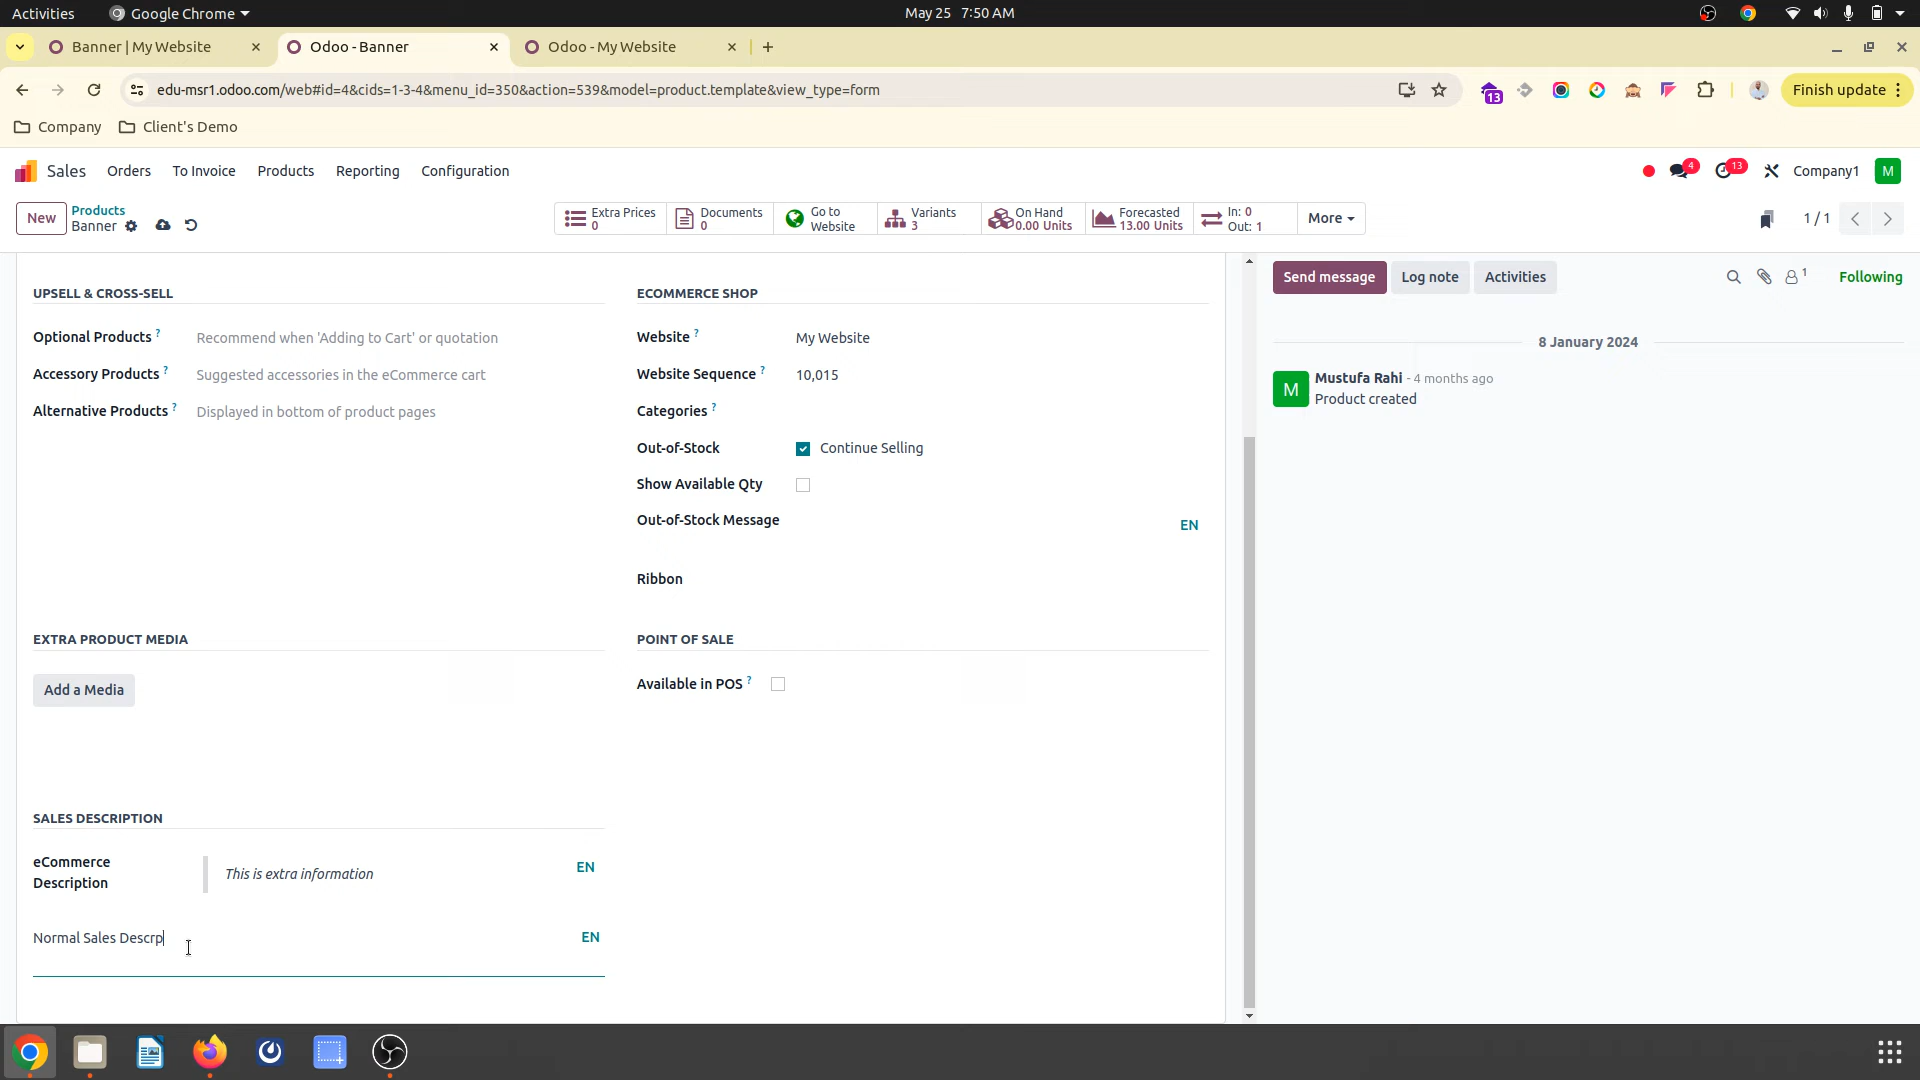 Activities
Google Chrome
May 25 7:50 AM
Banner | My Website
Odoo - Banner
Odoo - My Website
edu-msr1.odoo.com/web#id=4&cids=1-3-4&menu_id=350&action=539&model=product.template&view_type=form
13
Finish update
Company
Client's Demo
Sales
Orders
To Invoice
Products
Reporting
Configuration
4
13
Company1
M
New
Products
Banner
Extra Prices
0
Documents
0
Go to
Website
Variants
3
On Hand
0.00 Units
Forecasted
13.00 Units
In: 0
Out: 1
More
1 / 1
UPSELL & CROSS-SELL
Optional Products ?
Recommend when 'Adding to Cart' or quotation
Accessory Products ?
Suggested accessories in the eCommerce cart
Alternative Products ?
Displayed in bottom of product pages
ECOMMERCE SHOP
Website ?
My Website
Website Sequence ?
10,015
Categories ?
Out-of-Stock
Continue Selling
Show Available Qty
Out-of-Stock Message
EN
Ribbon
EXTRA PRODUCT MEDIA
Add a Media
POINT OF SALE
Available in POS ?
SALES DESCRIPTION
eCommerce
Description
This is extra information
EN
Normal Sales Descrp
EN
Send message
Log note
Activities
1
Following
8 January 2024
M
Mustufa Rahi - 4 months ago
Product created